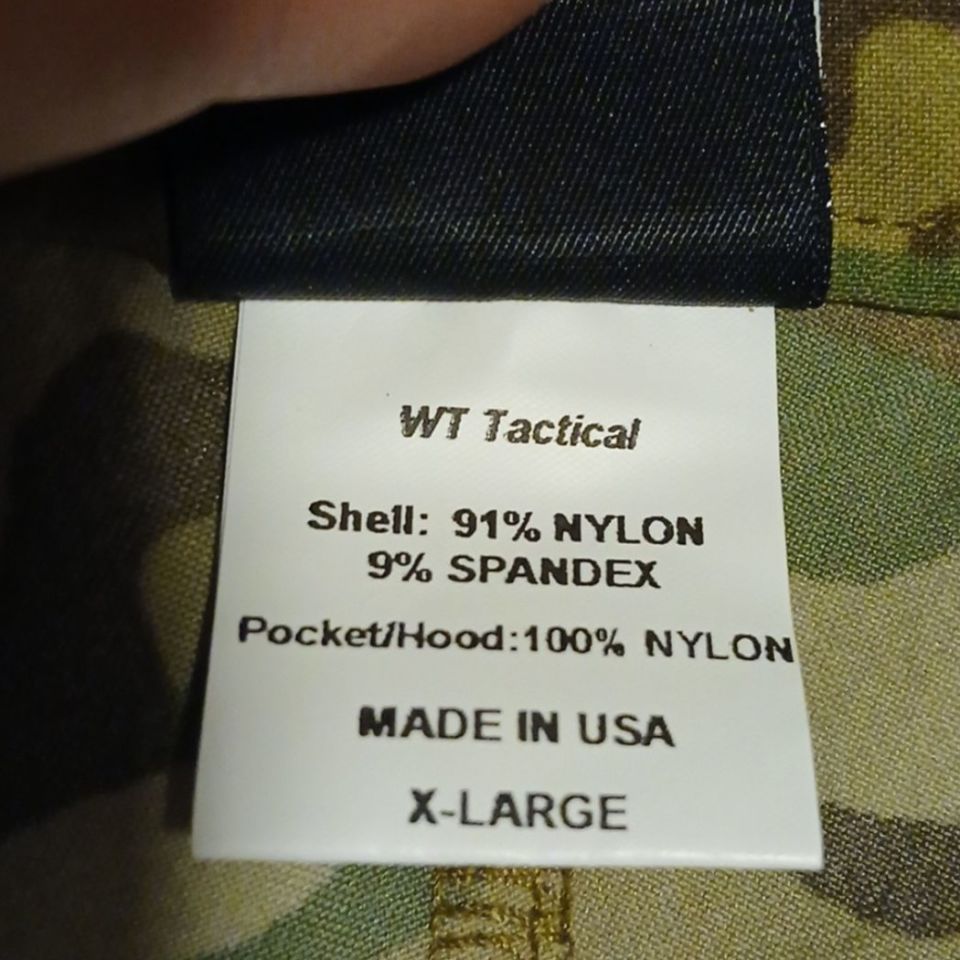 WT Tactical
Shell: 91% NYLON
9% SPANDEX
Pocket/Hood:100% NYLON
MADE IN USA
X-LARGE